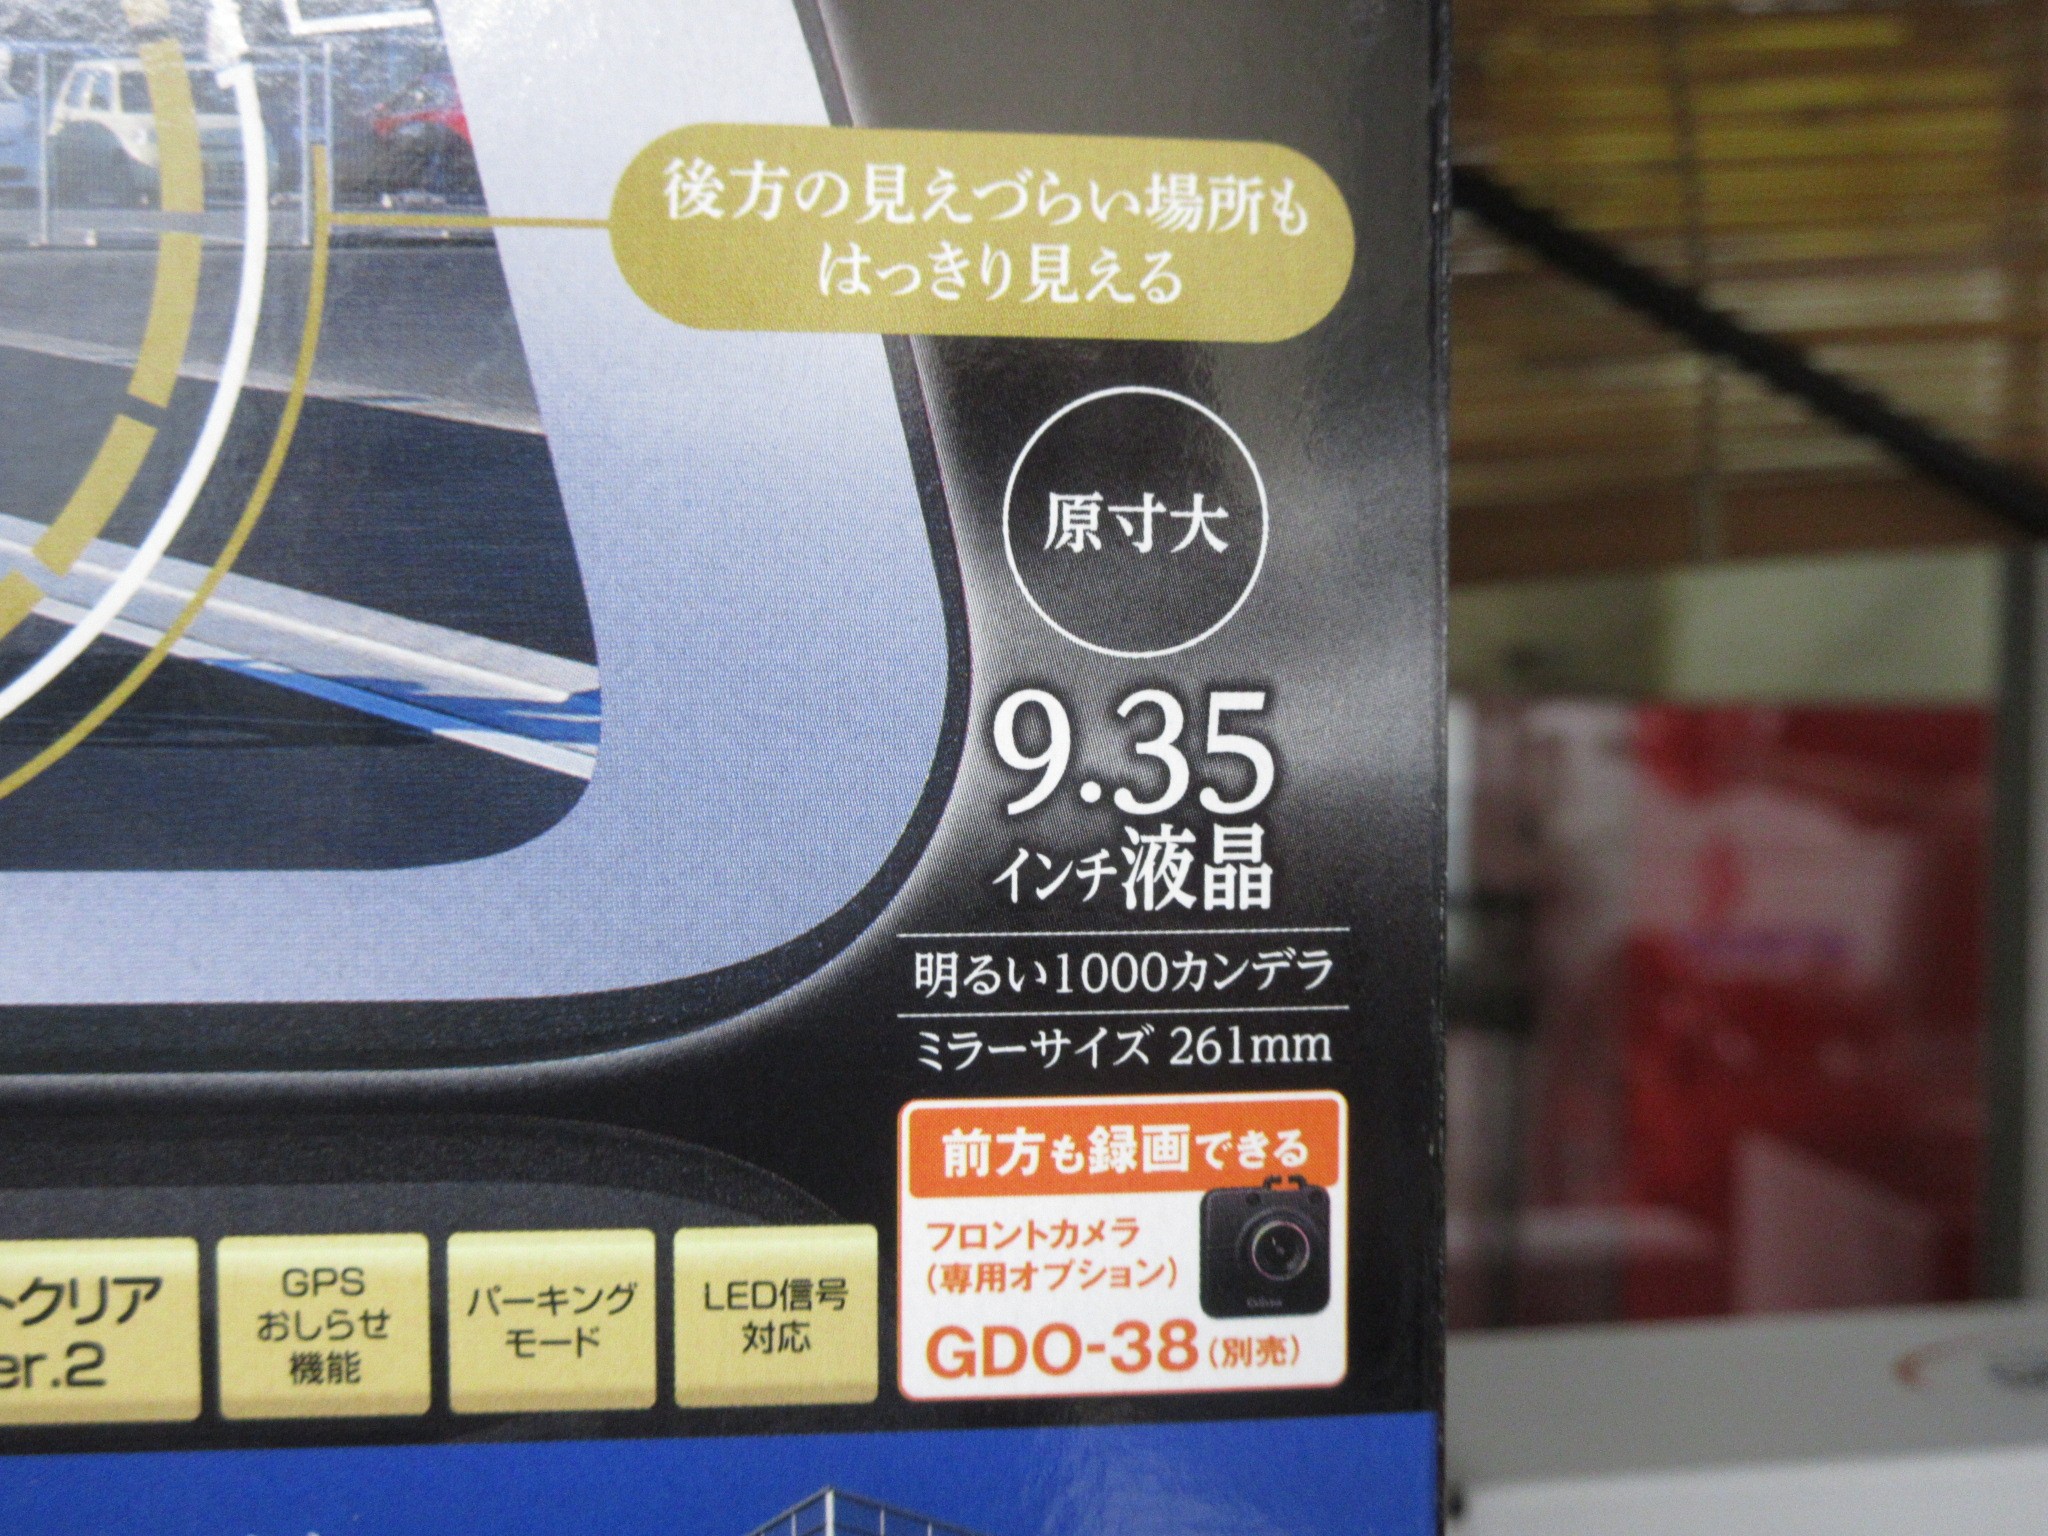 後方の見えづらい場所も
はっきり見える
原寸大
9.35
インチ液晶
明るい1000カンデラ
ミラーサイズ 261mm
前方も録画できる
フロントカメラ
(専用オプション)
GDO-38(別売)
トクリア
er.2
GPS
おしらせ
機能
パーキング
モード
LED信号
対応